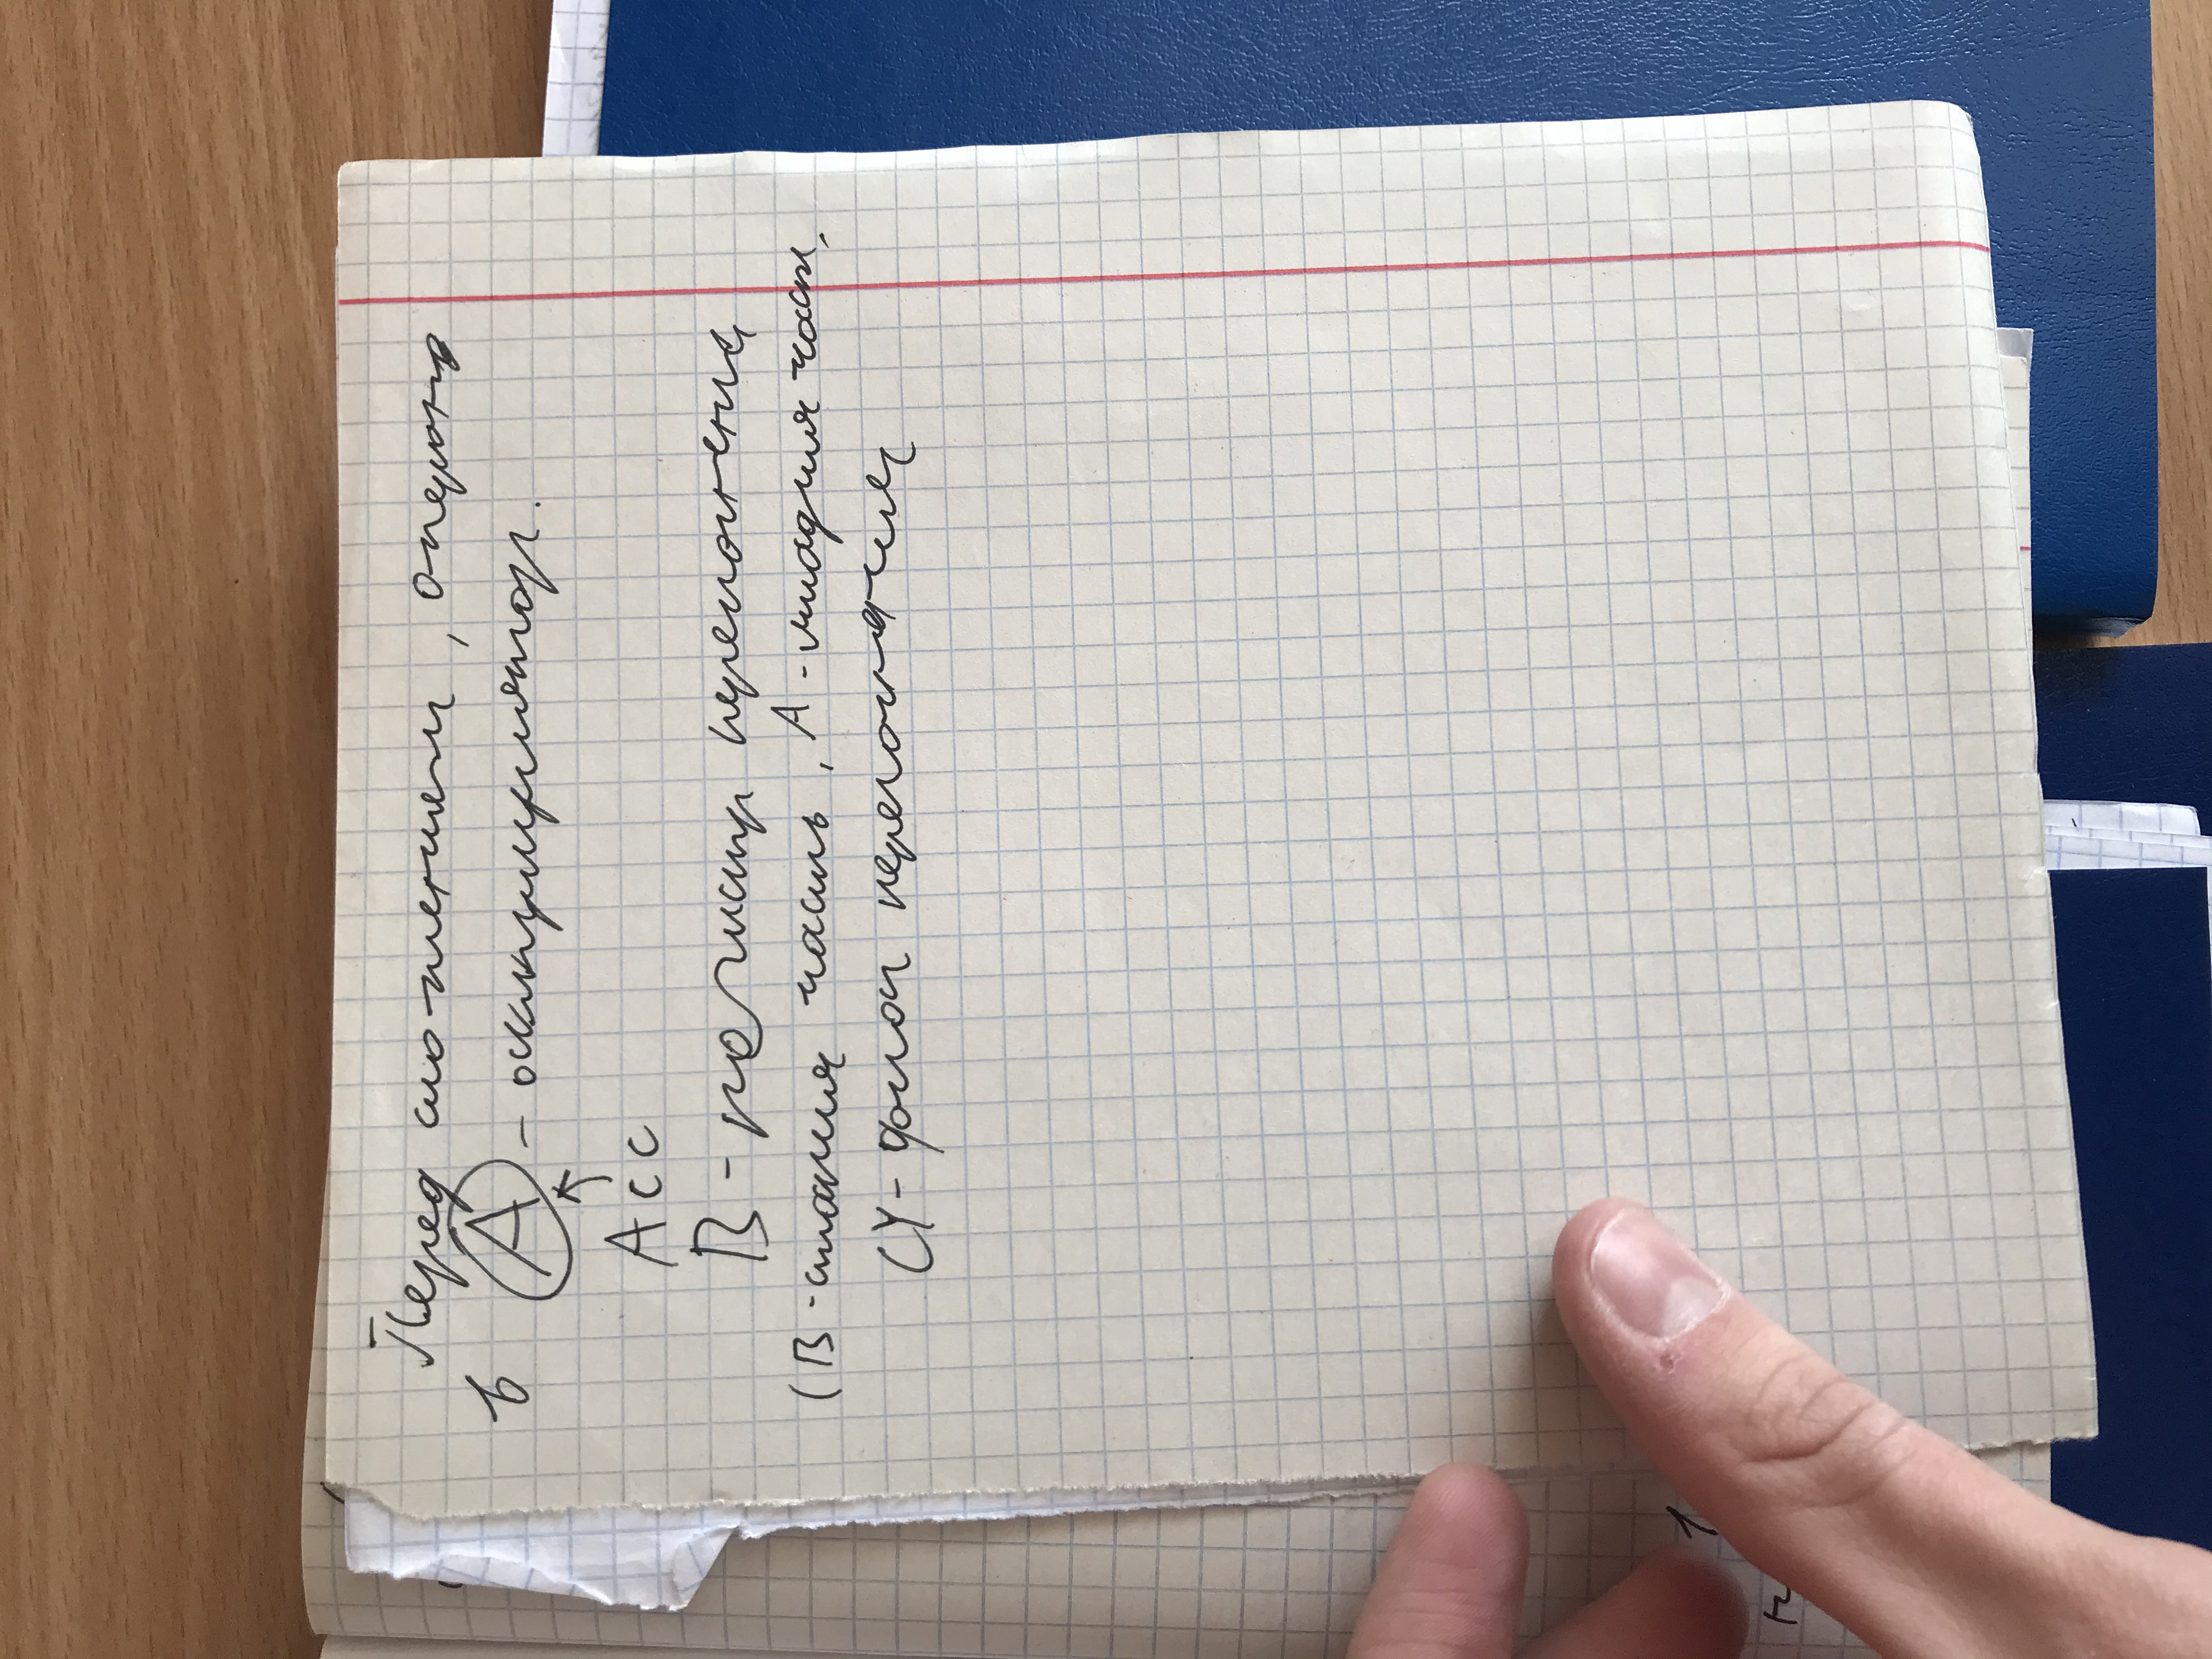 Перед сложением, операнд
в А - аккумулятор.
Acc
B - регистр переполнения
(B - старшая часть, A - младшая часть,
CY - флаг переполнения